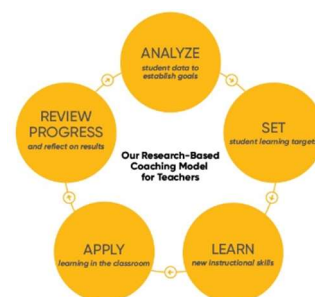 ANALYZE
student data to
establish goals
SET
student learning target
LEARN
new instructional skills
APPLY
learning in the classroom
REVIEW
PROGRESS
and reflect on results
Our Research-Based
Coaching Model
for Teachers